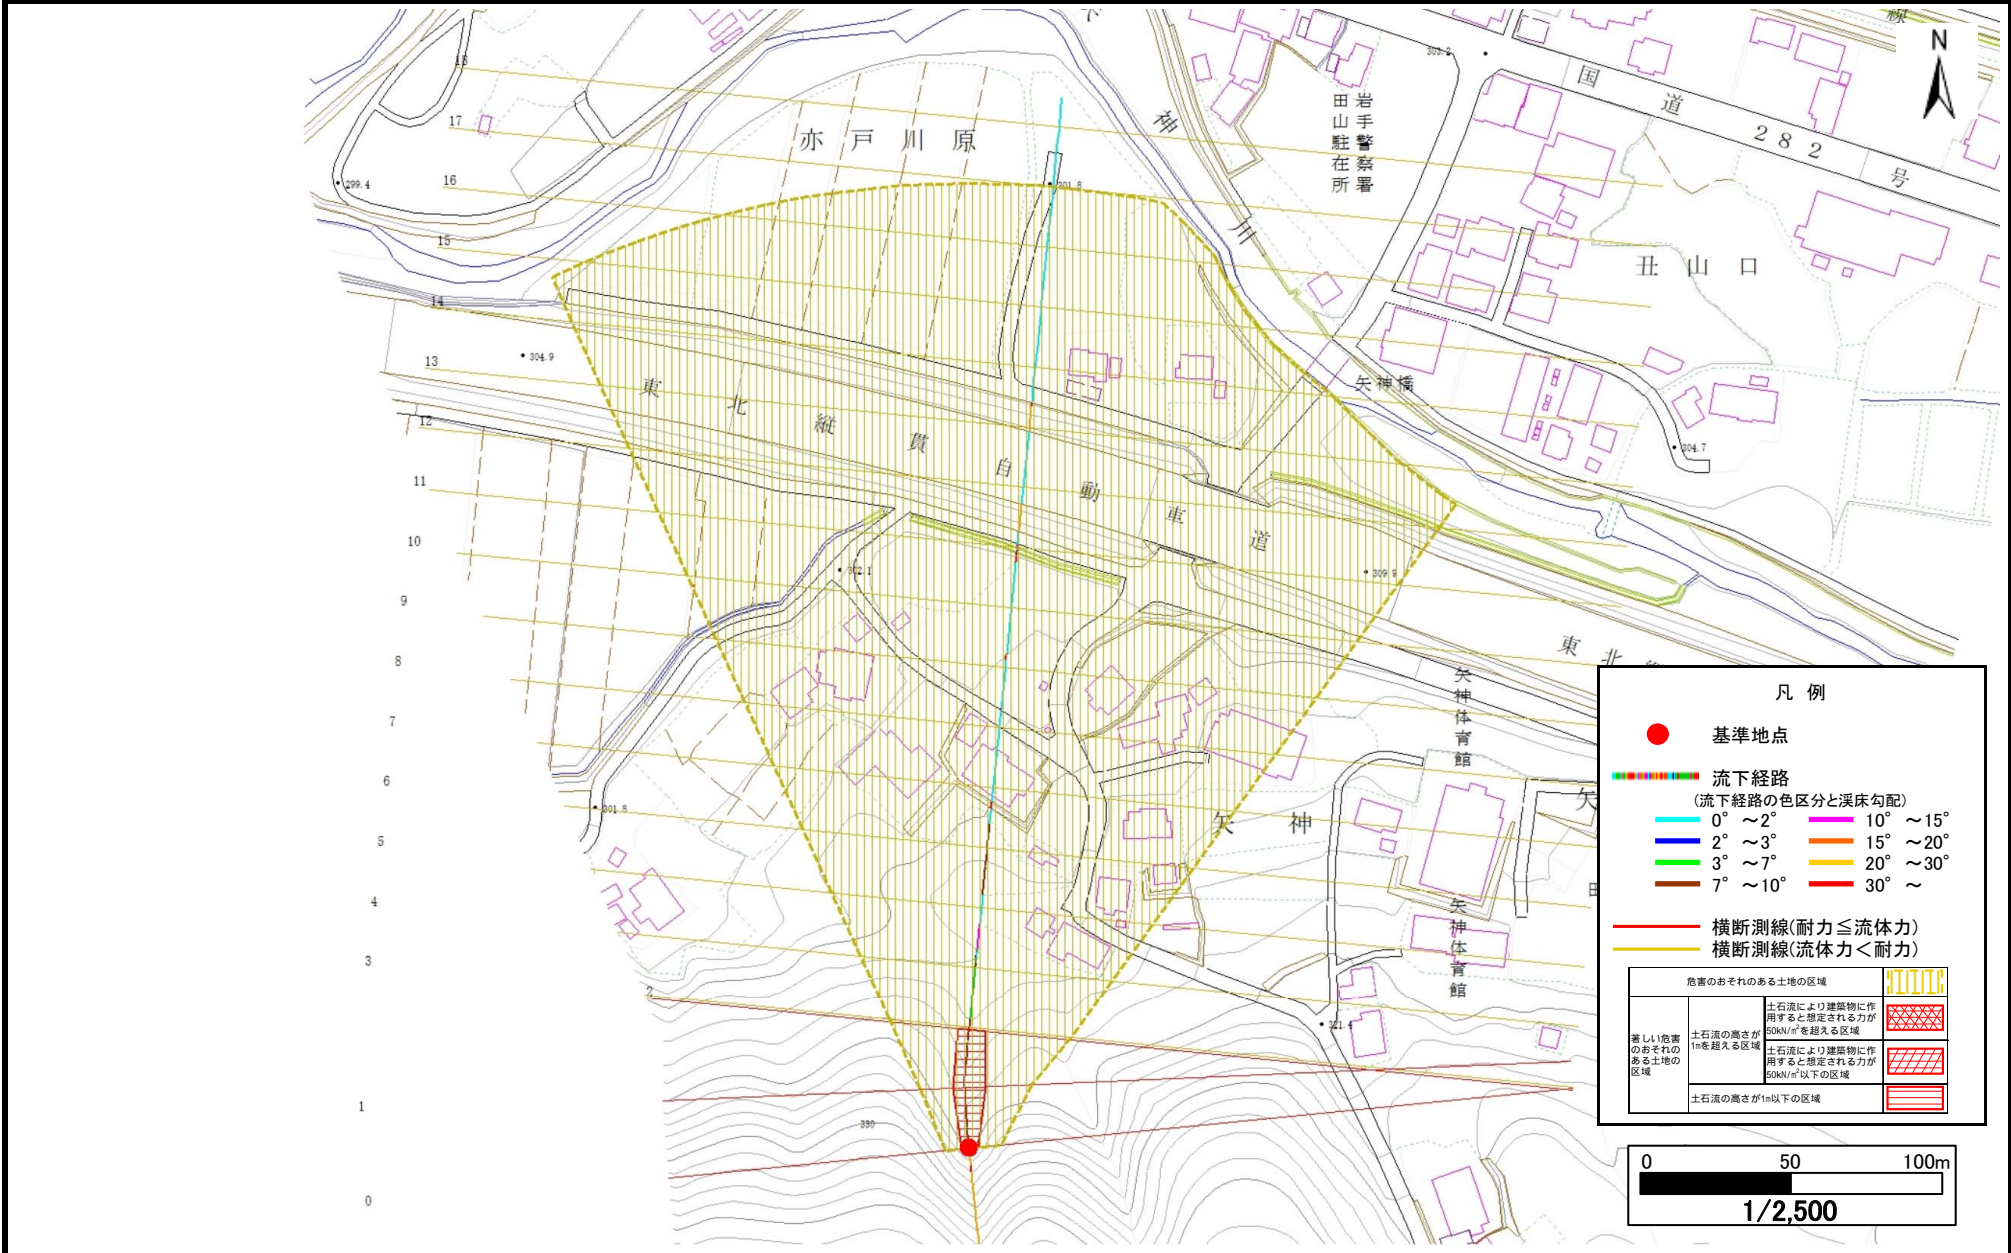 N
18
17
16
15
14
13
12
11
10
9
8
7
6
5
4
3
2
1
0
赤戸川原
神
川
岩手警察署
田山駐在所
303.2
国道282号
線
299.4
301.8
丑山口
304.9
矢神橋
304.7
東北縦貫自動車道
302.1
309.9
東北
矢神体育館
301.8
矢神
矢
矢神体育館
田
321.4
330
凡 例
基準地点
流下経路
(流下経路の色区分と渓床勾配)
0° ～2°
10° ～15°
2° ～3°
15° ～20°
3° ～7°
20° ～30°
7° ～10°
30° ～
横断測線(耐力≦流体力)
横断測線(流体力＜耐力)
危害のおそれのある土地の区域
著しい危害
のおそれの
ある土地の
区域
土石流の高さが
1mを超える区域
土石流により建築物に作
用すると想定される力が
50kN/㎡を超える区域
土石流により建築物に作
用すると想定される力が
50kN/㎡以下の区域
土石流の高さが1m以下の区域
0 50 100m
1/2,500